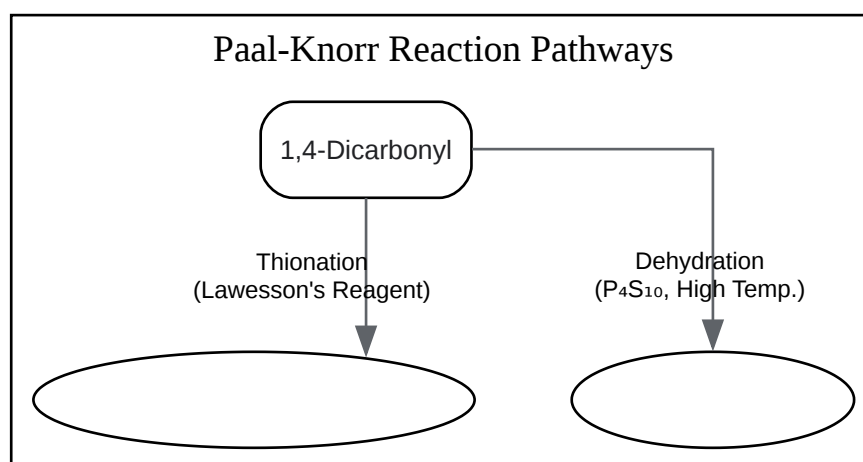 Paal-Knorr Reaction Pathways
1,4-Dicarbonyl
Thionation
(Lawesson's Reagent)
Dehydration
(P₄S₁₀, High Temp.)